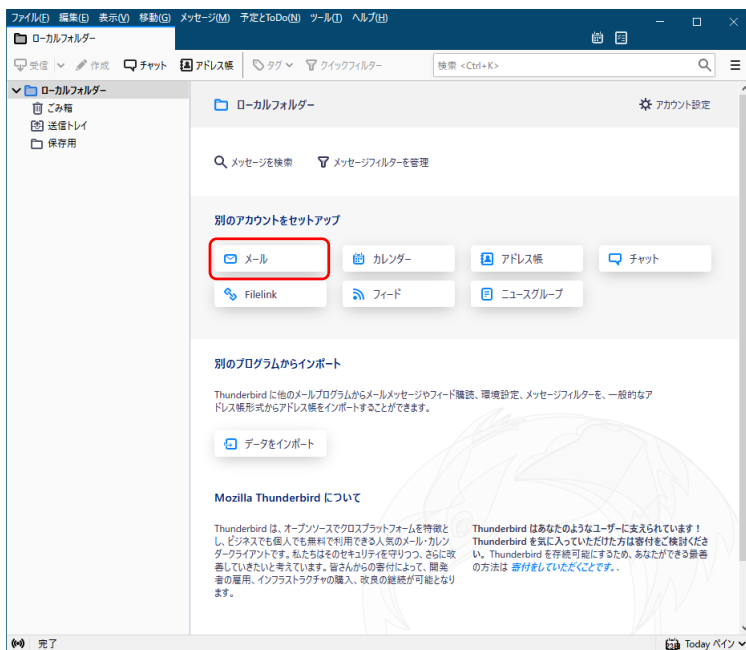 ファイル(F) 編集(E) 表示(V) 移動(G) メッセージ(M) 予定とToDo(N) ツール(T) ヘルプ(H)
ローカルフォルダー
受信 作成 チャット アドレス帳 タグ クイックフィルター 検索 <Ctrl+K>
ローカルフォルダー
ごみ箱
送信トレイ
保存用
ローカルフォルダー アカウント設定
メッセージを検索 メッセージフィルターを管理
別のアカウントをセットアップ
メール カレンダー アドレス帳 チャット
Filelink フィード ニュースグループ
別のプログラムからインポート
Thunderbird に他のメールプログラムからメールメッセージやフィード購読、環境設定、メッセージフィルターを、一般的なア
ドレス帳形式からアドレス帳をインポートすることができます。
データをインポート
Mozilla Thunderbird について
Thunderbird は、オープンソースでクロスプラットフォームを特徴と
し、ビジネスでも個人でも無料で利用できる人気のメール・カレン
ダークライアントです。私たちはそのセキュリティを守りつつ、さらに改
善していきたいと考えています。皆さんからの寄付によって、開発
者の雇用、インフラストラクチャの購入、改良の継続が可能となり
ます。
Thunderbird はあなたのようなユーザーに支えられています！
Thunderbird を気に入っていただけた方は寄付をご検討くださ
い。Thunderbird を存続可能にするため、あなたができる最善
の方法は 寄付をしていただくことです。.
完了 Today ペイン